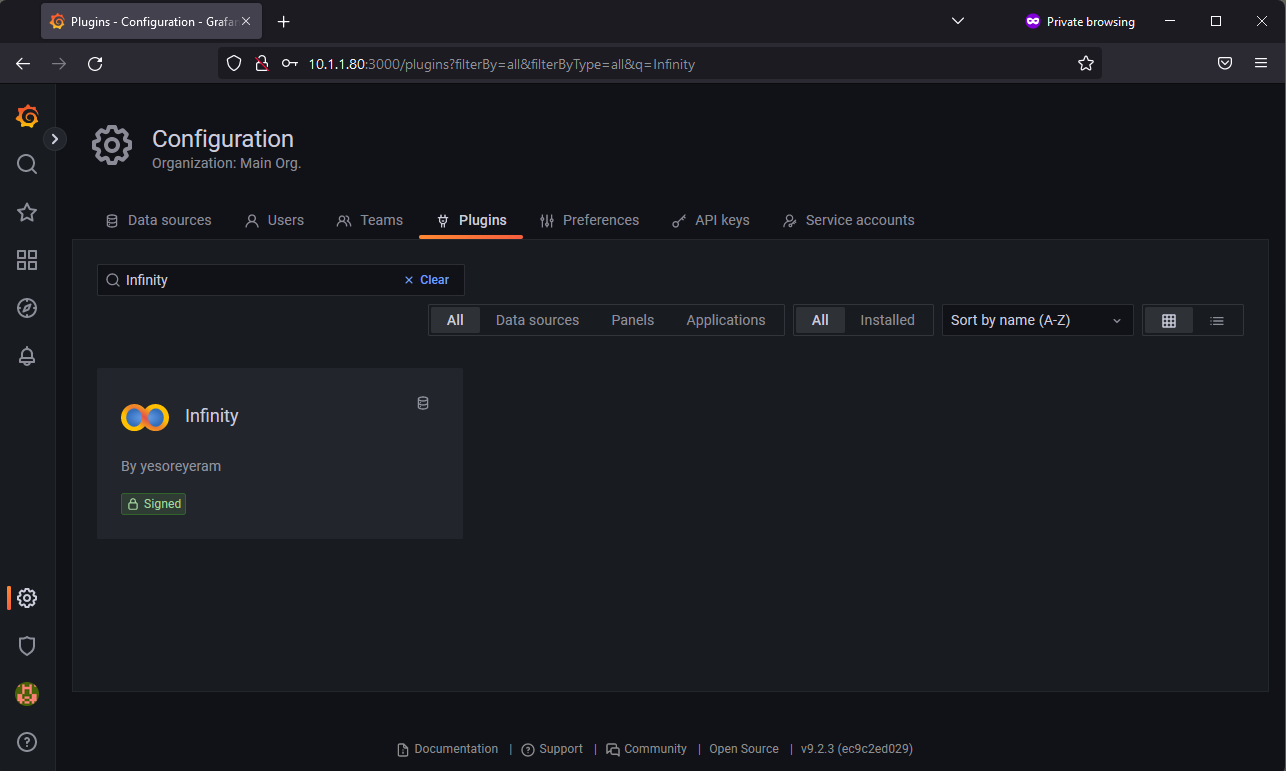 Plugins - Configuration - Grafan
Private browsing
10.1.1.80:3000/plugins?filterBy=all&filterByType=all&q=Infinity
Configuration
Organization: Main Org.
Data sources
Users
Teams
Plugins
Preferences
API keys
Service accounts
Infinity
Clear
All
Data sources
Panels
Applications
All
Installed
Sort by name (A-Z)
Infinity
By yesoreyeram
Signed
Documentation | Support | Community | Open Source | v9.2.3 (ec9c2ed029)